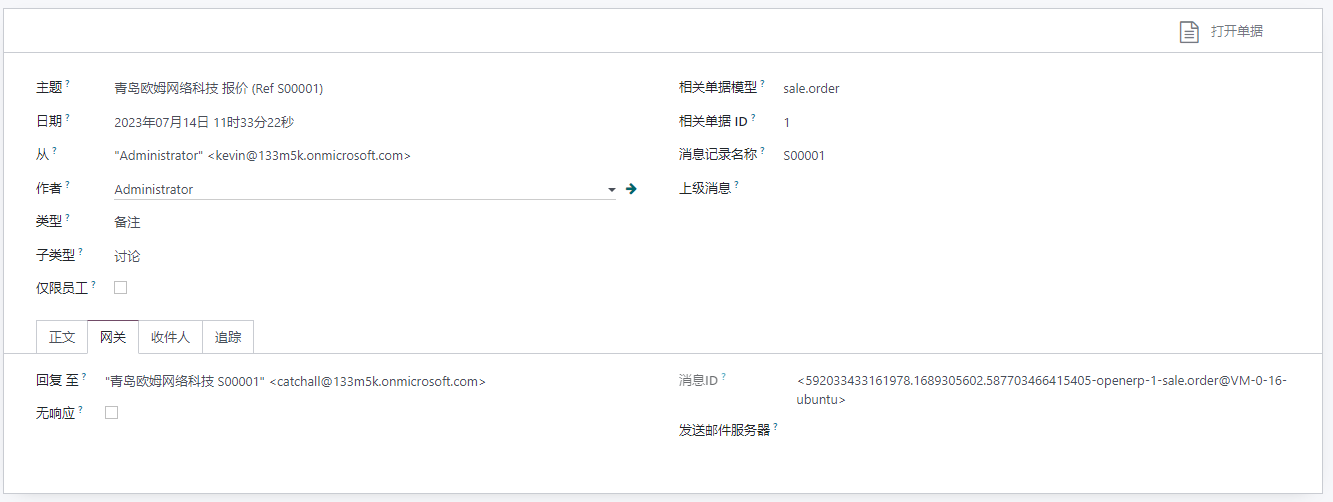 打开单据
主题 ? 青岛欧姆网络科技 报价 (Ref S00001)
日期 ? 2023年07月14日 11时33分22秒
从 ? "Administrator" <kevin@133m5k.onmicrosoft.com>
作者 ? Administrator
类型 ? 备注
子类型 ? 讨论
仅限员工 ?
相关单据模型 ? sale.order
相关单据 ID ? 1
消息记录名称 ? S00001
上级消息 ?
正文 网关 收件人 追踪
回复 至 ? "青岛欧姆网络科技 S00001" <catchall@133m5k.onmicrosoft.com>
无响应 ?
消息ID ? <592033433161978.1689305602.587703466415405-openerp-1-sale.order@VM-0-16-
ubuntu>
发送邮件服务器 ?